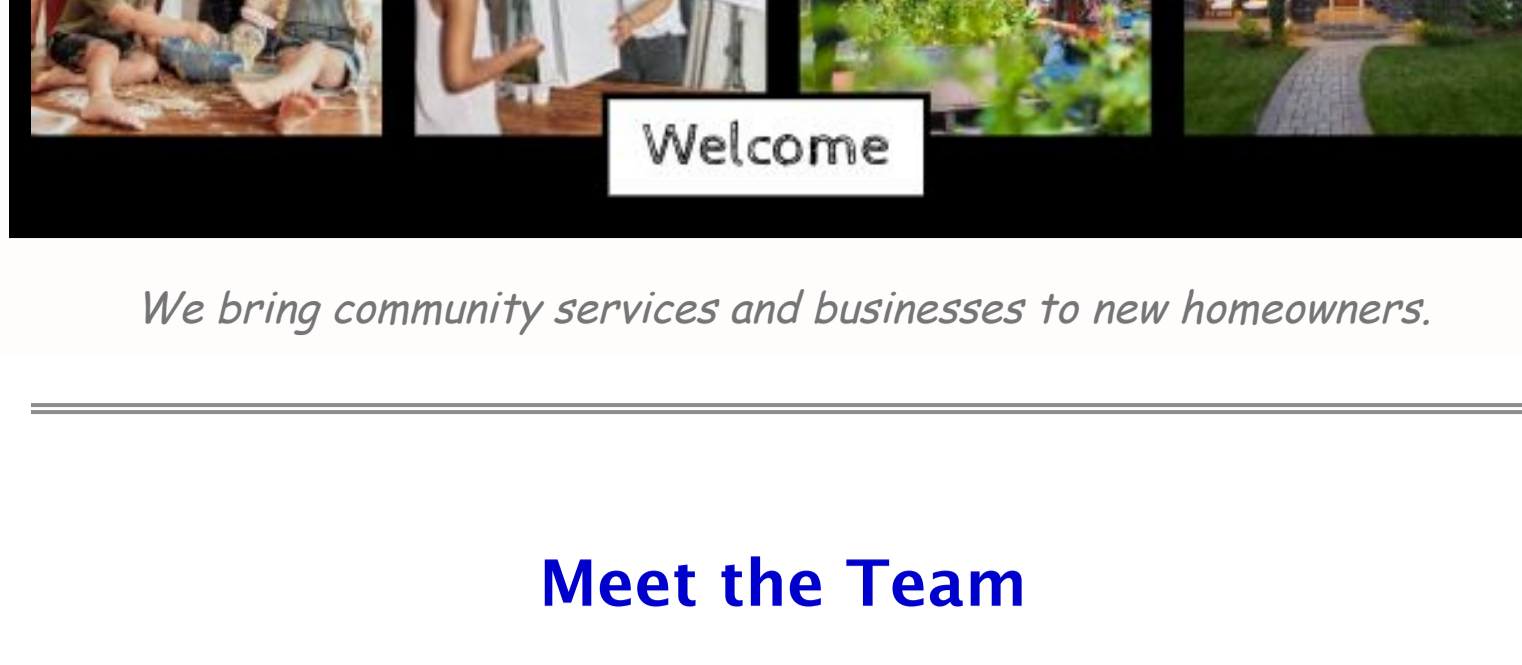 Welcome
We bring community services and businesses to new homeowners.
Meet the Team